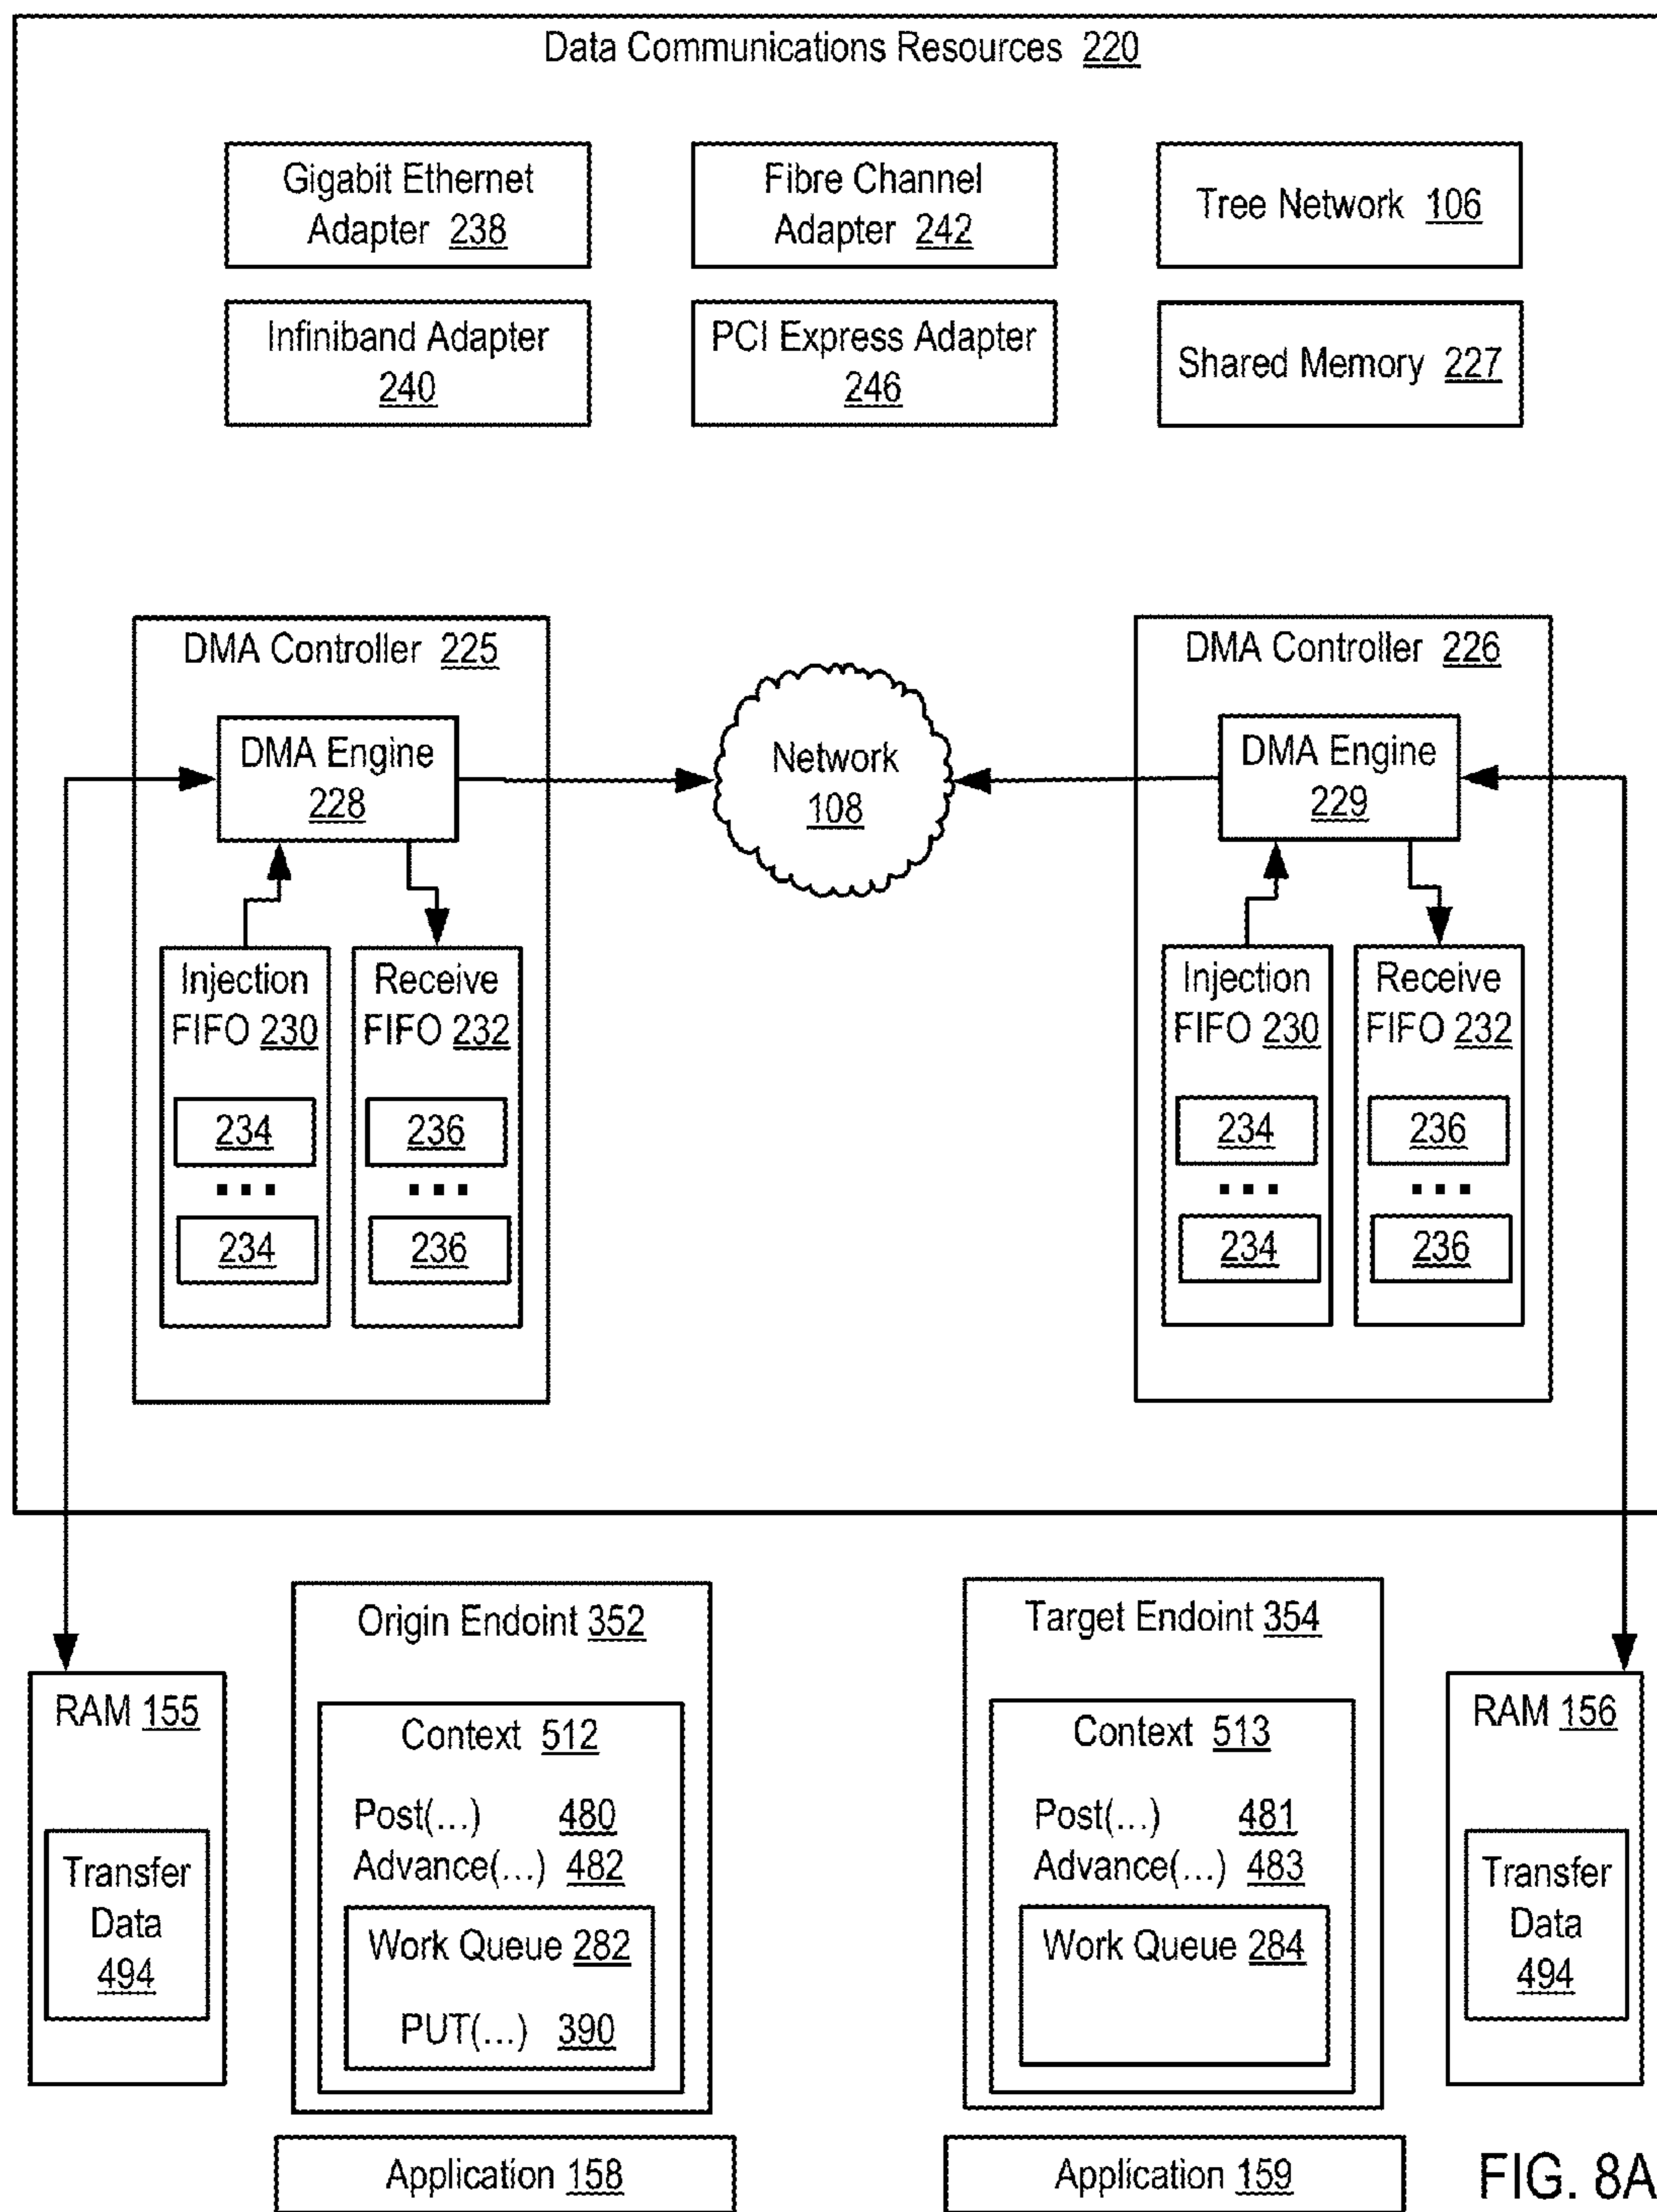 Data Communications Resources 220
Gigabit Ethernet
Adapter 238
Fibre Channel
Adapter 242
Tree Network 106
Infiniband Adapter
240
PCI Express Adapter
246
Shared Memory 227
DMA Controller 225
DMA Engine
228
Injection
FIFO 230
234
...
234
Receive
FIFO 232
236
...
236
Network
108
DMA Controller 226
DMA Engine
229
Injection
FIFO 230
234
...
234
Receive
FIFO 232
236
...
236
RAM 155
Transfer
Data
494
Origin Endoint 352
Context 512
Post(...) 480
Advance(...) 482
Work Queue 282
PUT(...) 390
Application 158
Target Endoint 354
Context 513
Post(...) 481
Advance(...) 483
Work Queue 284
Application 159
RAM 156
Transfer
Data
494
FIG. 8A